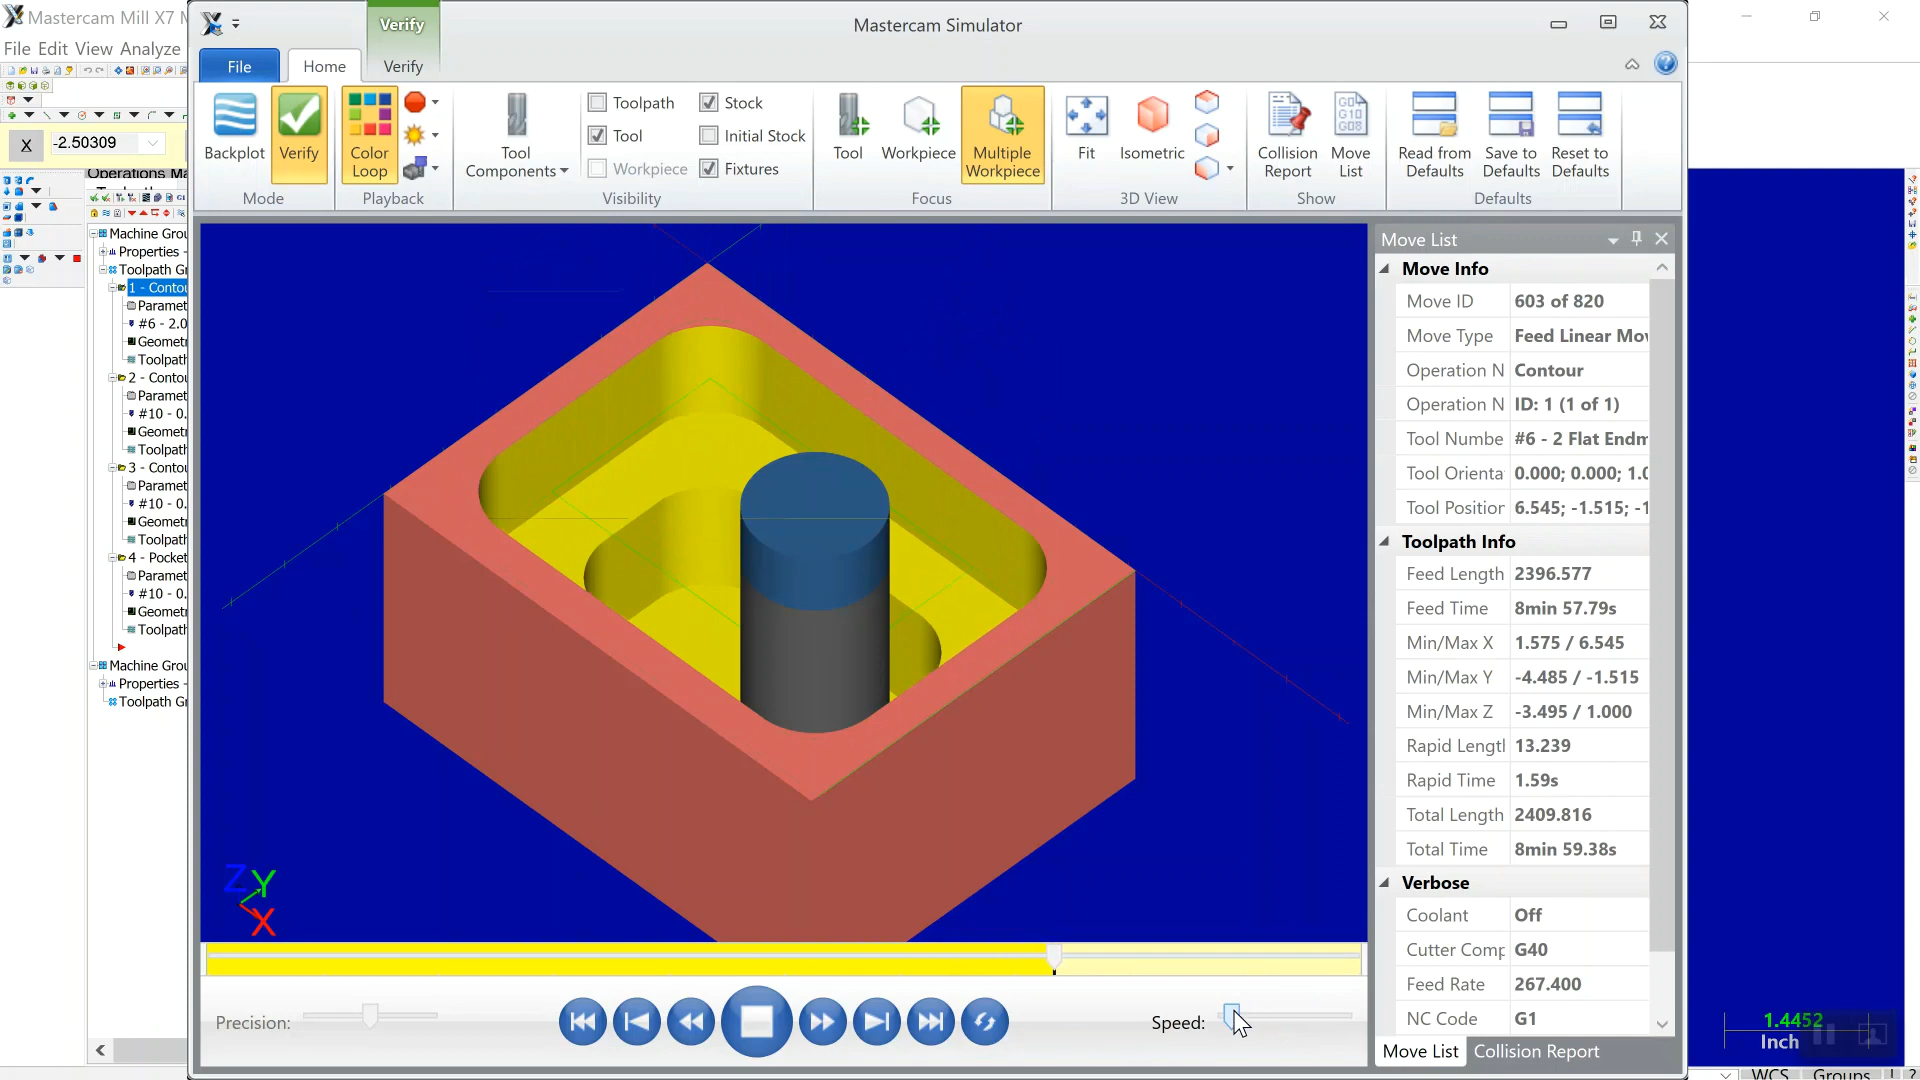 Mastercam Mill X7 M
Verify
Mastercam Simulator
File Edit View Analyze
File
Home
Verify
X
-2.50309
Backplot
Verify
Color Loop
Tool Components
Toolpath
Tool
Workpiece
Stock
Initial Stock
Fixtures
Tool
Workpiece
Multiple Workpiece
Fit
Isometric
Collision Report
Move List
Read from Defaults
Save to Defaults
Reset to Defaults
Mode
Playback
Visibility
Focus
3D View
Show
Defaults
Operations Ma
Machine Grou
Properties -
Toolpath Gr
1 - Contou
Paramet
#6 - 2.0
Geometr
Toolpath
2 - Contou
Paramet
#10 - 0.
Geometr
Toolpath
3 - Contou
Paramet
#10 - 0.
Geometr
Toolpath
4 - Pocket
Paramet
#10 - 0.
Geometr
Toolpath
Machine Grou
Properties -
Toolpath Gr
Z Y
X
Move List
Move Info
Move ID 603 of 820
Move Type Feed Linear Mov
Operation N Contour
Operation N ID: 1 (1 of 1)
Tool Numbe #6 - 2 Flat Endm
Tool Orienta 0.000; 0.000; 1.0
Tool Position 6.545; -1.515; -1
Toolpath Info
Feed Length 2396.577
Feed Time 8min 57.79s
Min/Max X 1.575 / 6.545
Min/Max Y -4.485 / -1.515
Min/Max Z -3.495 / 1.000
Rapid Lengtl 13.239
Rapid Time 1.59s
Total Length 2409.816
Total Time 8min 59.38s
Verbose
Coolant Off
Cutter Comp G40
Feed Rate 267.400
NC Code G1
Move List
Collision Report
Precision:
Speed:
1.4452
Inch
WCS Groups